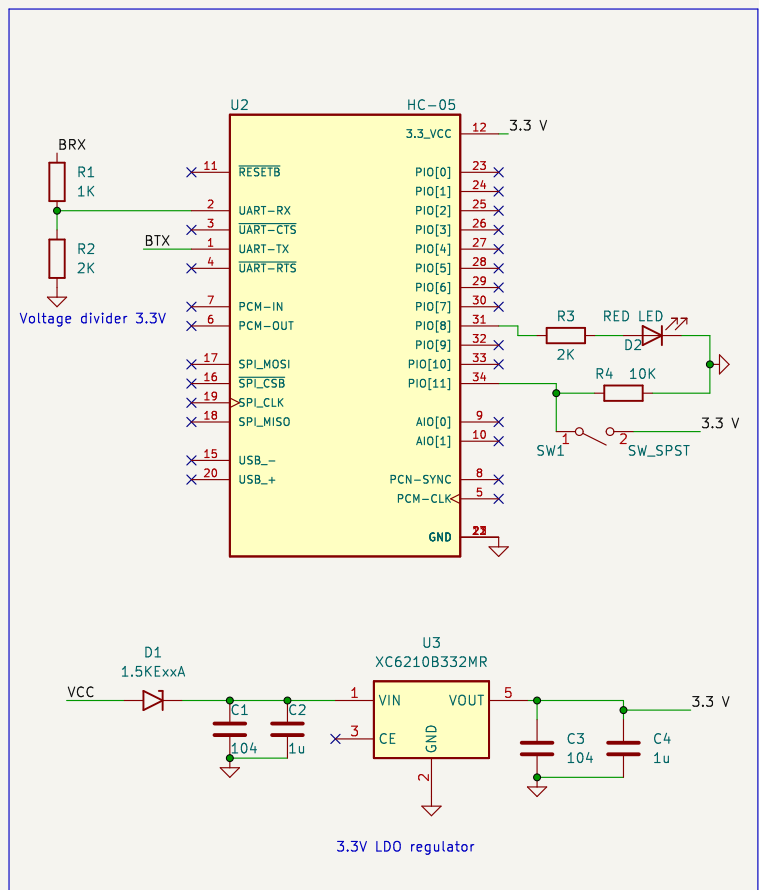 U2 HC-05
3.3_VCC 12 3.3 V
BRX
R1
1K
11 RESETB
PIO[0] 23
PIO[1] 24
2 UART-RX
PIO[2] 25
3 UART-CTS
PIO[3] 26
BTX 1 UART-TX
PIO[4] 27
R2
2K
4 UART-RTS
PIO[5] 28
PIO[6] 29
7 PCM-IN
PIO[7] 30
Voltage divider 3.3V
6 PCM-OUT
PIO[8] 31
R3
2K
RED LED
D2
PIO[9] 32
17 SPI_MOSI
PIO[10] 33
16 SPI_CSB
PIO[11] 34
R4 10K
19 SPI_CLK
18 SPI_MISO
AIO[0] 9
3.3 V
AIO[1] 10
1 2
SW1 SW_SPST
15 USB_-
20 USB_+
PCN-SYNC 8
PCM-CLK 5
GND
D1
1.5KExxA
U3
XC6210B332MR
VCC
1 VIN
VOUT 5
3.3 V
C1
104
C2
1u
3 CE
GND
2
C3
104
C4
1u
3.3V LDO regulator